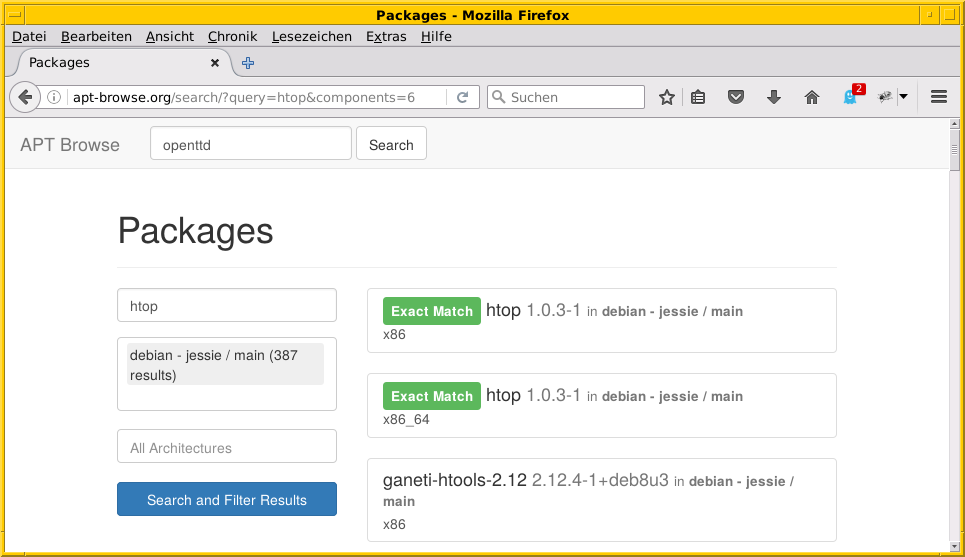 Packages - Mozilla Firefox
Datei Bearbeiten Ansicht Chronik Lesezeichen Extras Hilfe
Packages
apt-browse.org/search/?query=htop&components=6
Suchen
2
APT Browse
openttd
Search
Packages
htop
debian - jessie / main (387
results)
All Architectures
Search and Filter Results
Exact Match htop 1.0.3-1 in debian - jessie / main
x86
Exact Match htop 1.0.3-1 in debian - jessie / main
x86_64
ganeti-htools-2.12 2.12.4-1+deb8u3 in debian - jessie /
main
x86